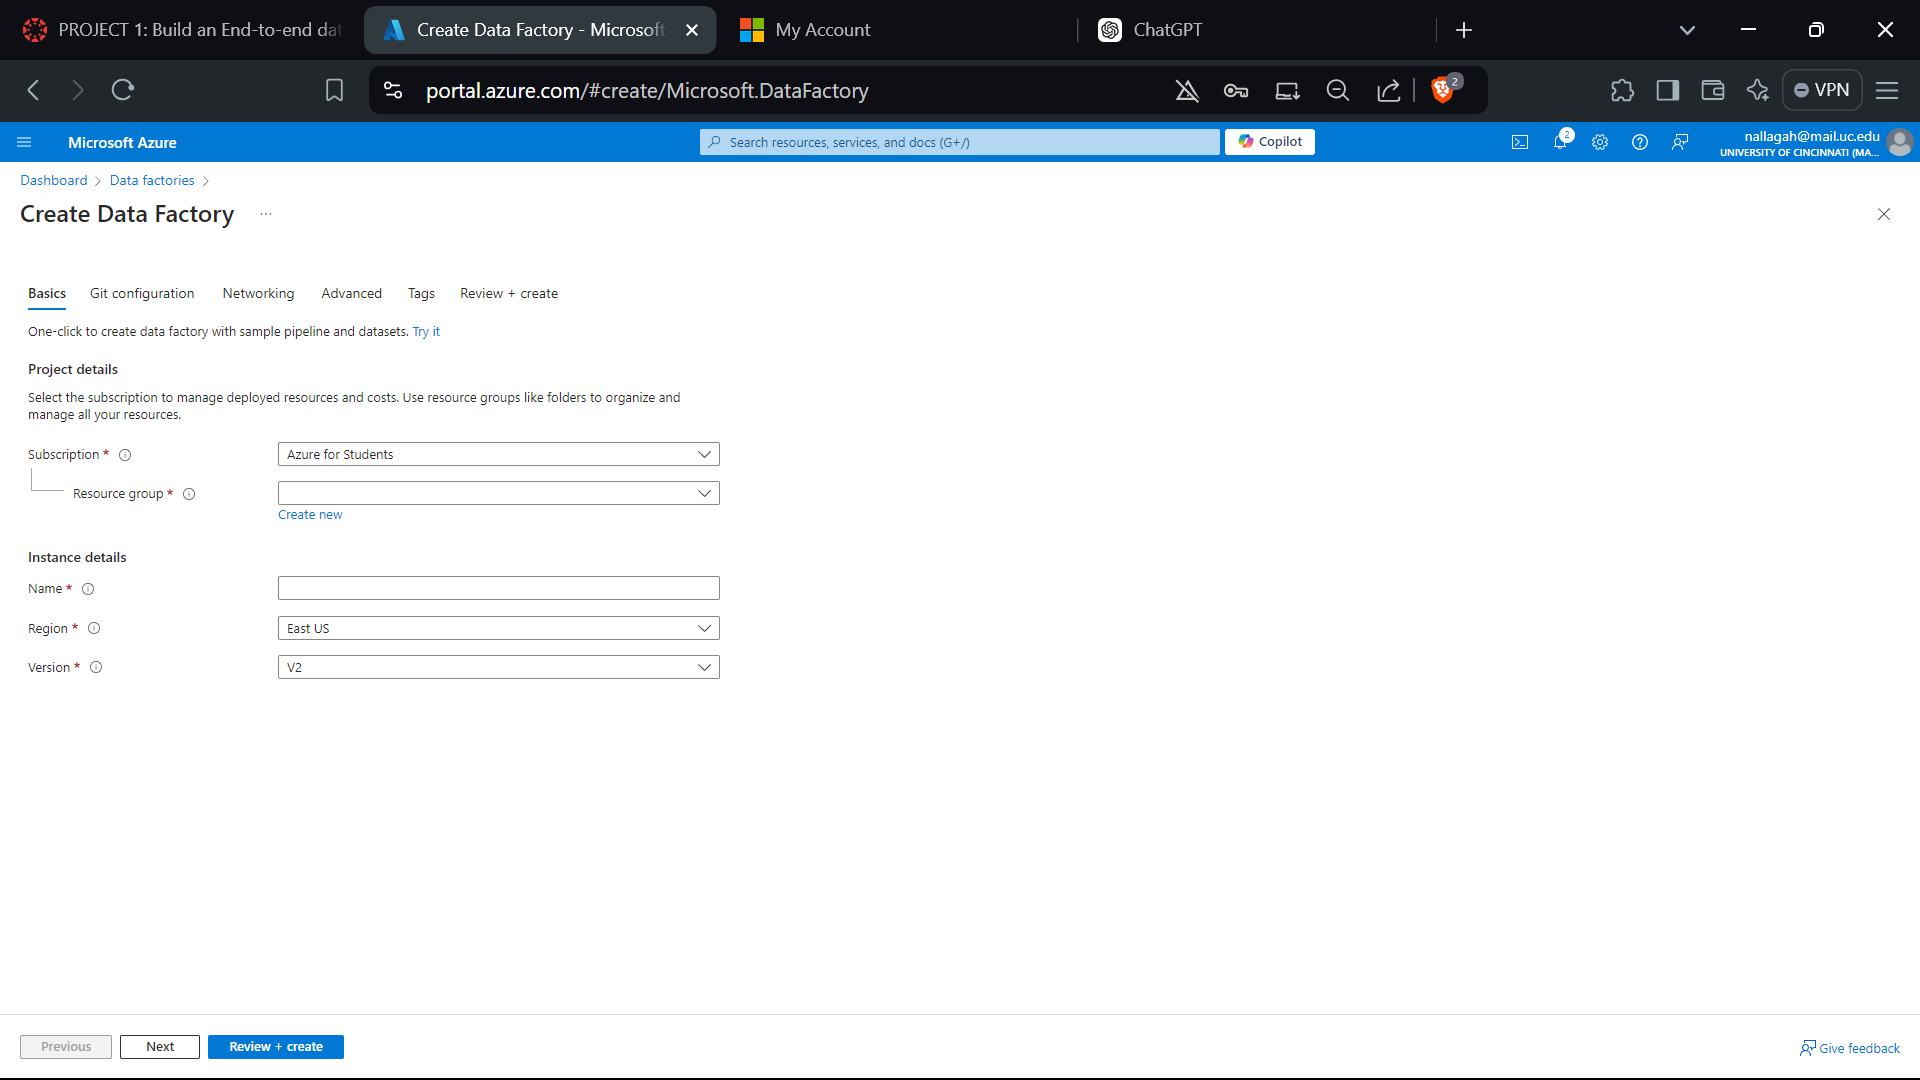 PROJECT 1: Build an End-to-end dat
Create Data Factory - Microsoft
My Account
ChatGPT
portal.azure.com/#create/Microsoft.DataFactory
2
VPN
Microsoft Azure
Search resources, services, and docs (G+/)
Copilot
2
nallagah@mail.uc.edu
UNIVERSITY OF CINCINNATI (MA...
Dashboard > Data factories >
Create Data Factory ...
Basics Git configuration Networking Advanced Tags Review + create
One-click to create data factory with sample pipeline and datasets. Try it
Project details
Select the subscription to manage deployed resources and costs. Use resource groups like folders to organize and
manage all your resources.
Subscription * Azure for Students
Resource group *
Create new
Instance details
Name *
Region * East US
Version * V2
Previous Next Review + create
Give feedback